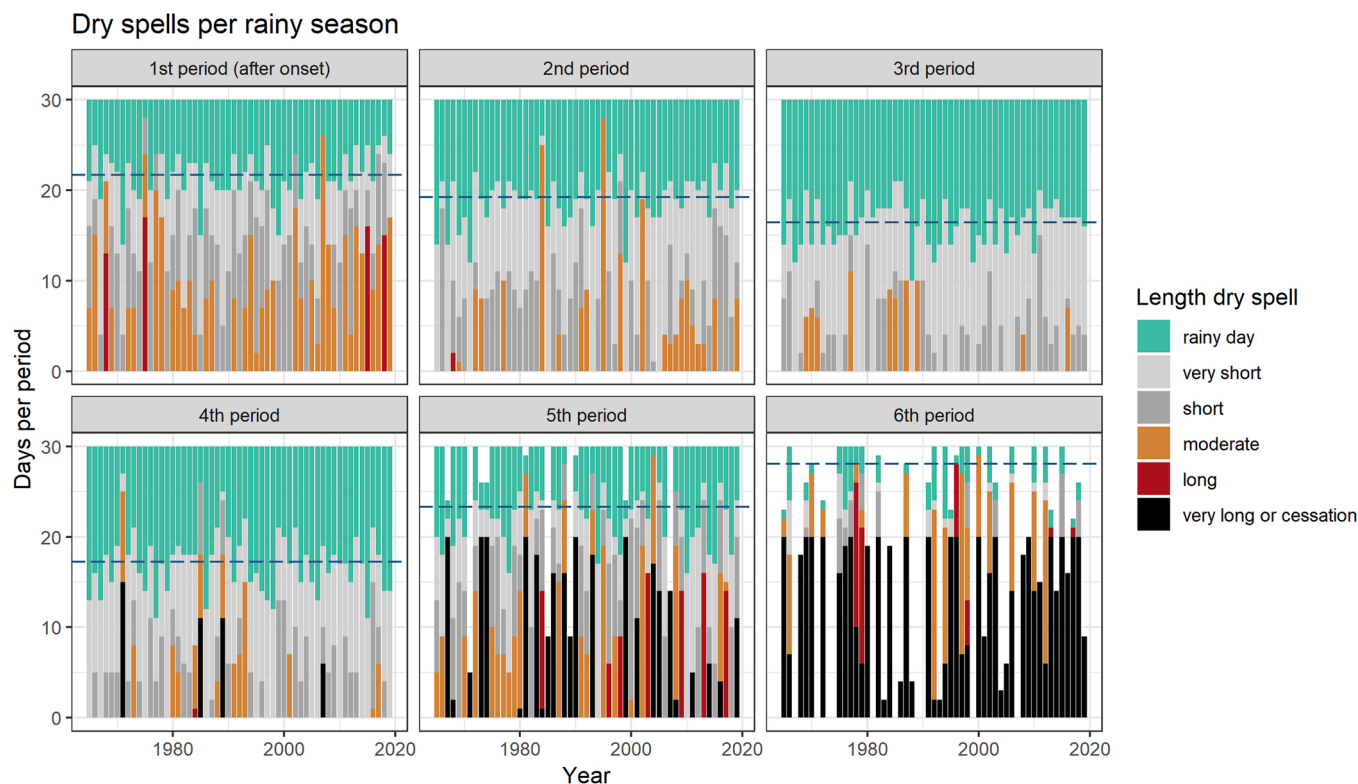 Dry spells per rainy season
1st period (after onset)
2nd period
3rd period
30
20
10
0
4th period
5th period
6th period
30
20
10
0
1980
2000
2020
1980
2000
2020
1980
2000
2020
Days per period
Year
Length dry spell
rainy day
very short
short
moderate
long
very long or cessation